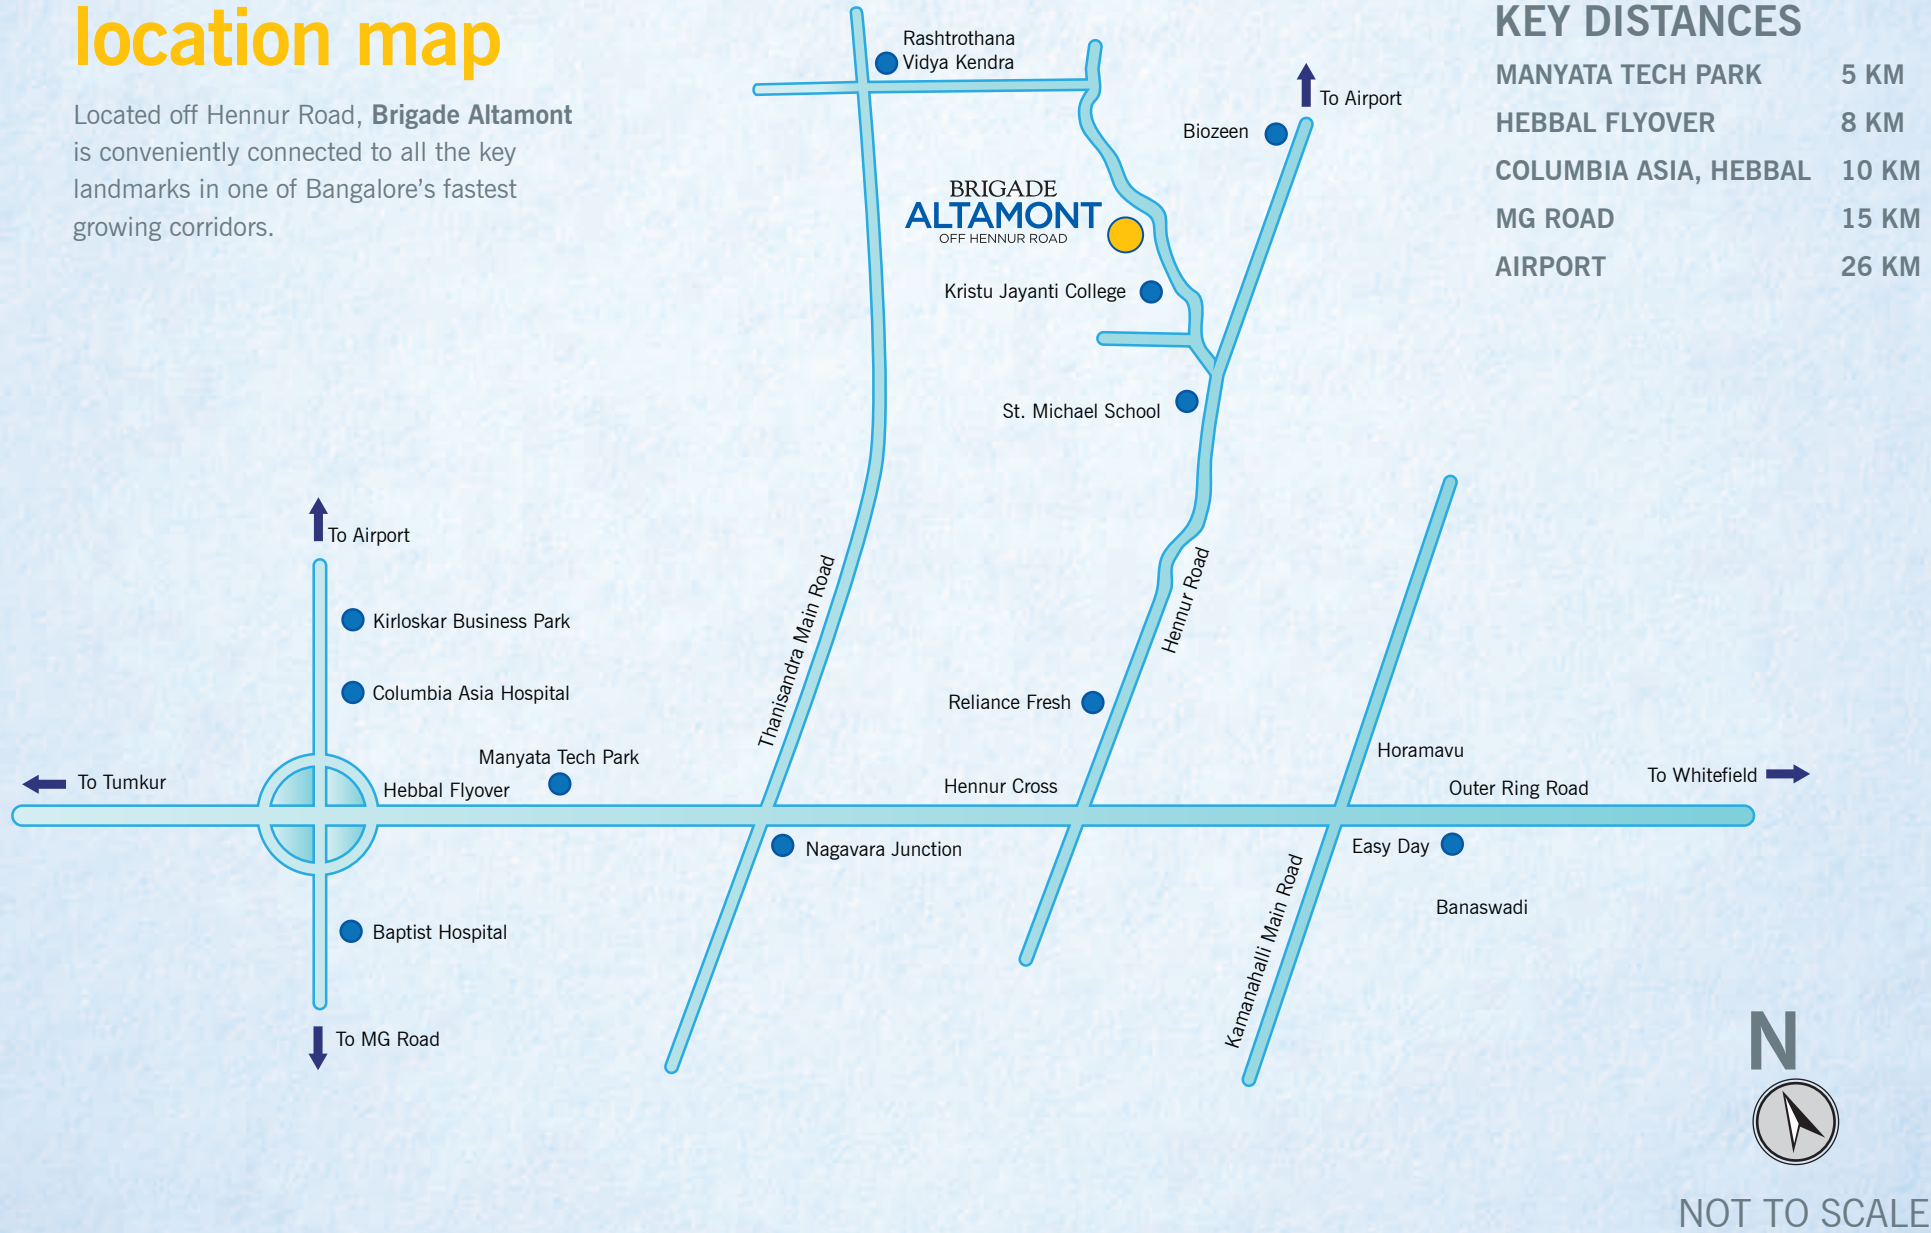 location map
Located off Hennur Road, Brigade Altamont
is conveniently connected to all the key
landmarks in one of Bangalore’s fastest
growing corridors.
KEY DISTANCES
MANYATA TECH PARK 5 KM
HEBBAL FLYOVER 8 KM
COLUMBIA ASIA, HEBBAL 10 KM
MG ROAD 15 KM
AIRPORT 26 KM
Rashtrothana
Vidya Kendra
To Airport
Biozeen
BRIGADE
ALTAMONT
OFF HENNUR ROAD
Kristu Jayanti College
St. Michael School
To Airport
Kirloskar Business Park
Columbia Asia Hospital
Thanisandra Main Road
Hennur Road
Reliance Fresh
Manyata Tech Park
Horamavu
To Tumkur
Hebbal Flyover
Hennur Cross
Outer Ring Road
To Whitefield
Nagavara Junction
Easy Day
Banaswadi
Kamanahalli Main Road
Baptist Hospital
To MG Road
N
NOT TO SCALE